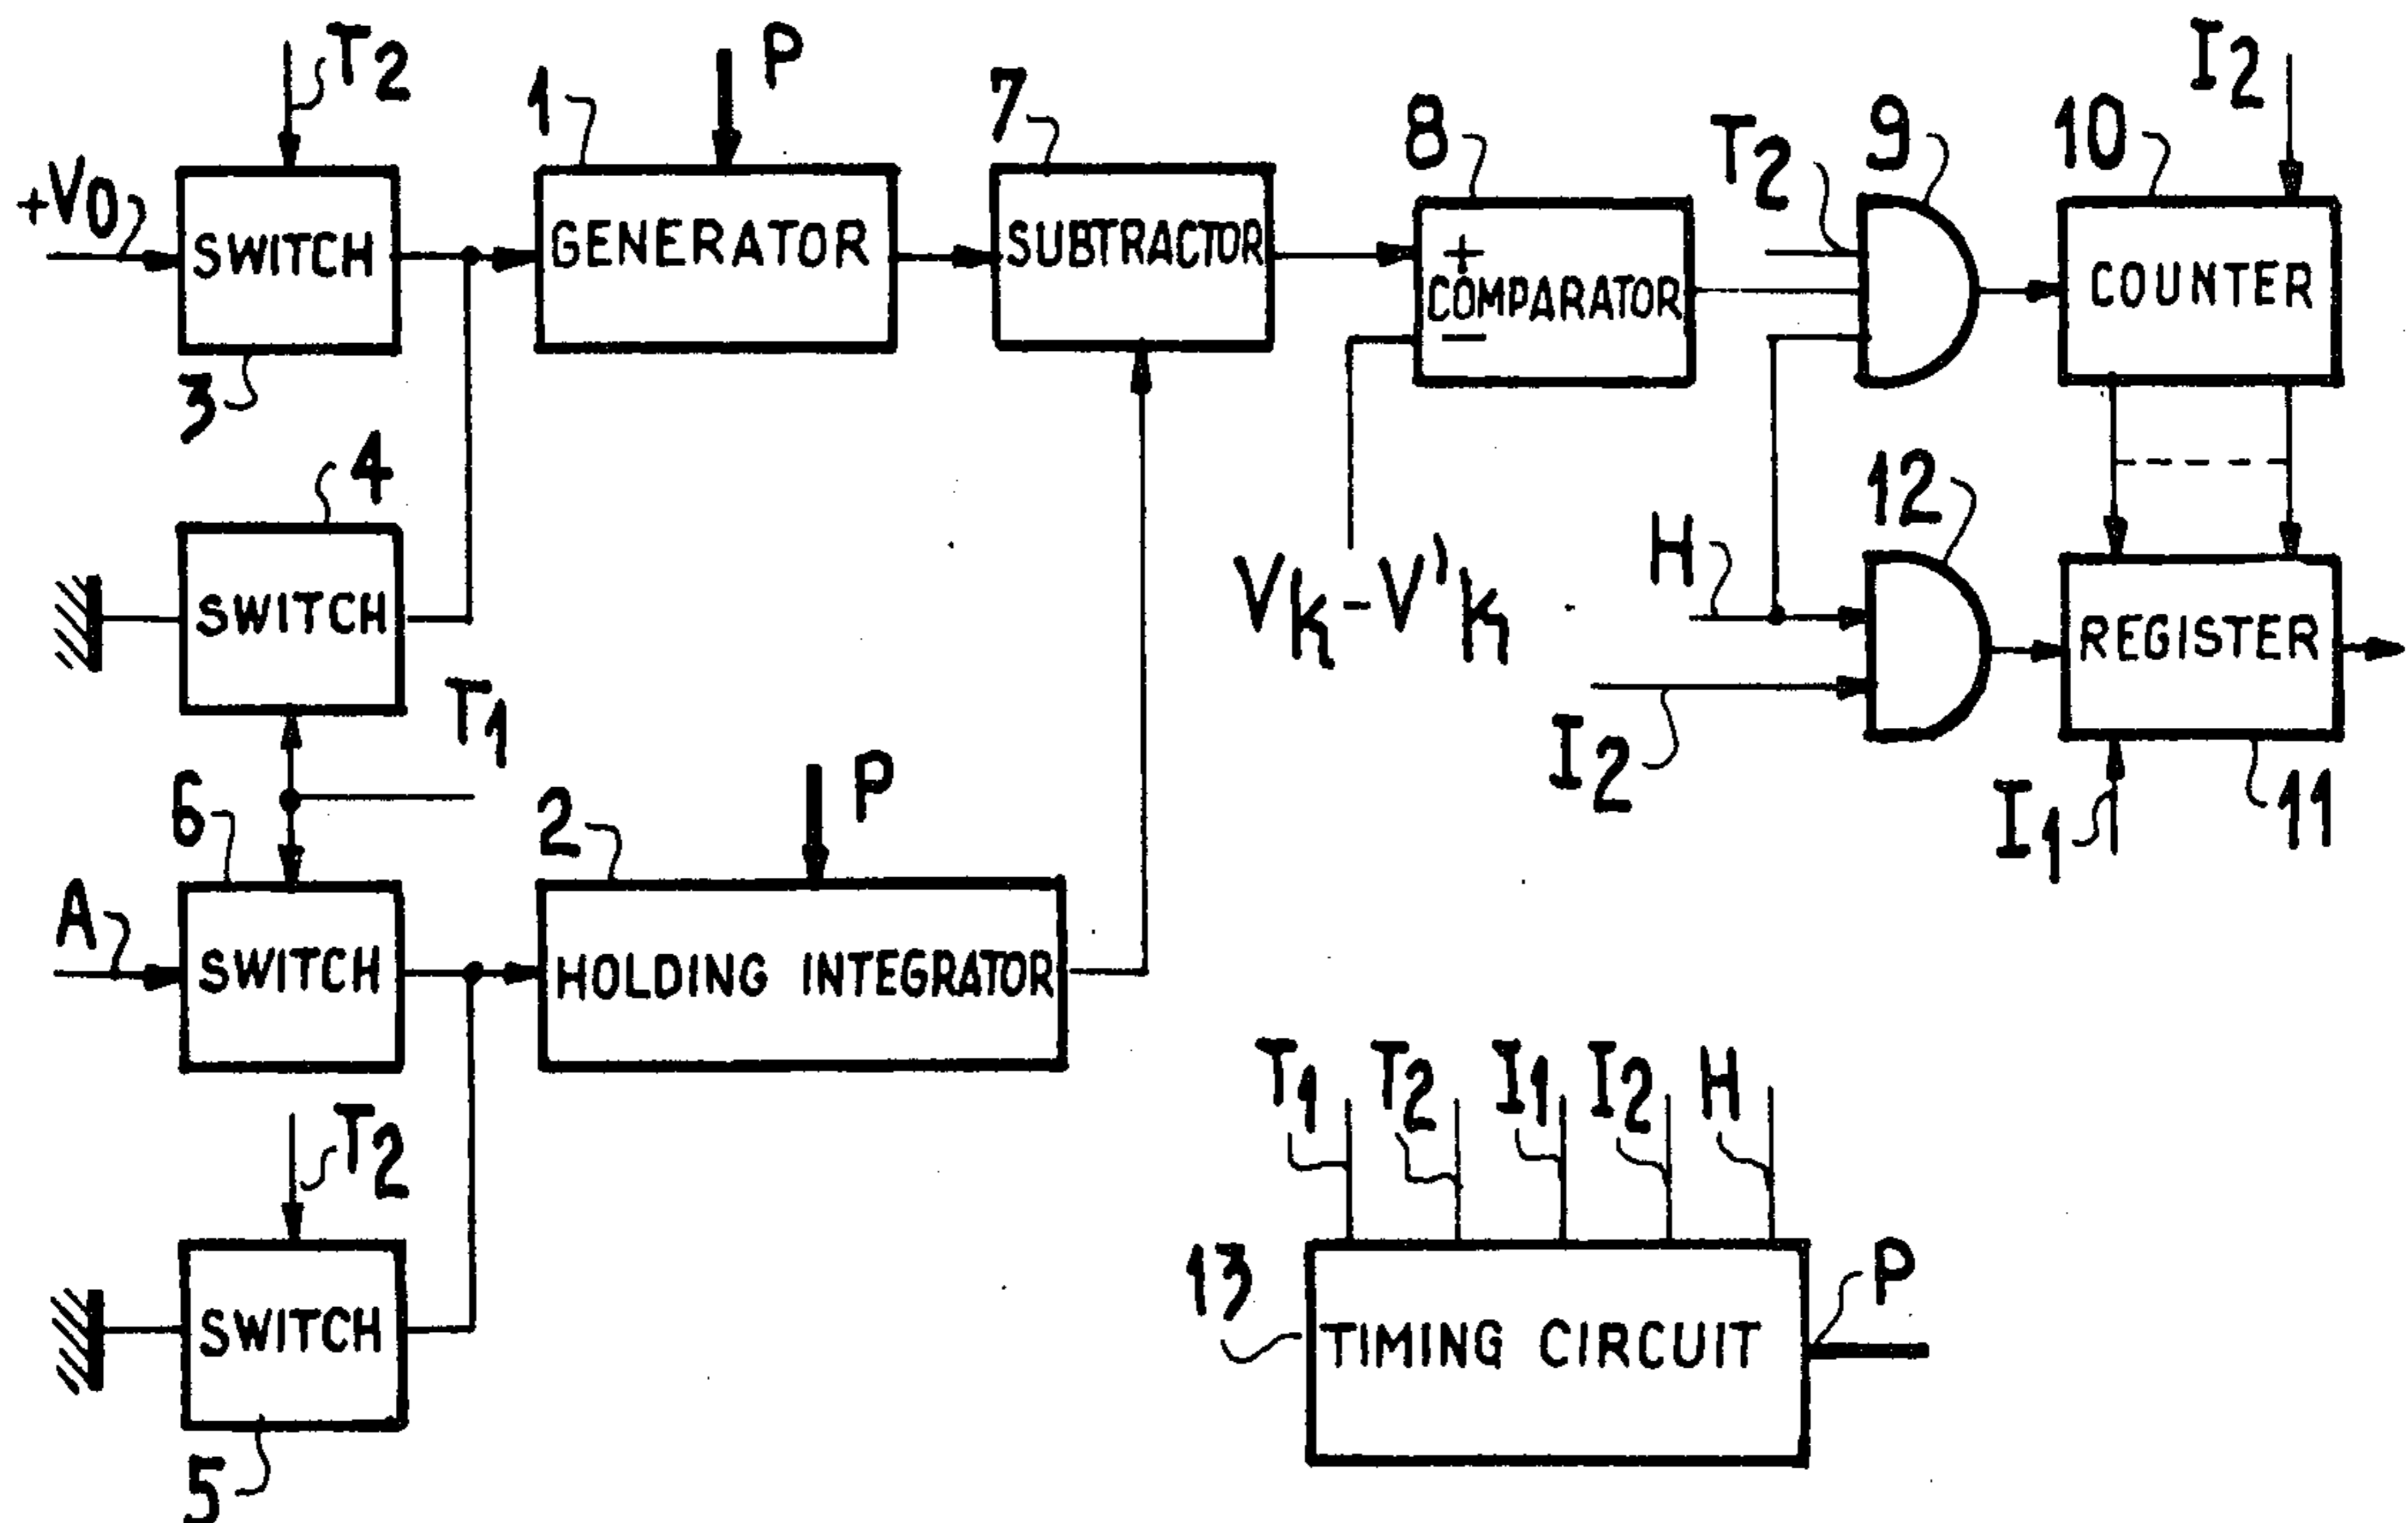 T2
P
I2
1
7
8
T2
9
10
+V0
SWITCH
GENERATOR
SUBTRACTOR
+
COMPARATOR
−
COUNTER
3
4
12
H
VK-V'K
SWITCH
REGISTER
T1
I2
6
2
P
I1
11
A
SWITCH
HOLDING INTEGRATOR
T1
T2
I1
I2
H
T2
13
P
SWITCH
TIMING CIRCUIT
5